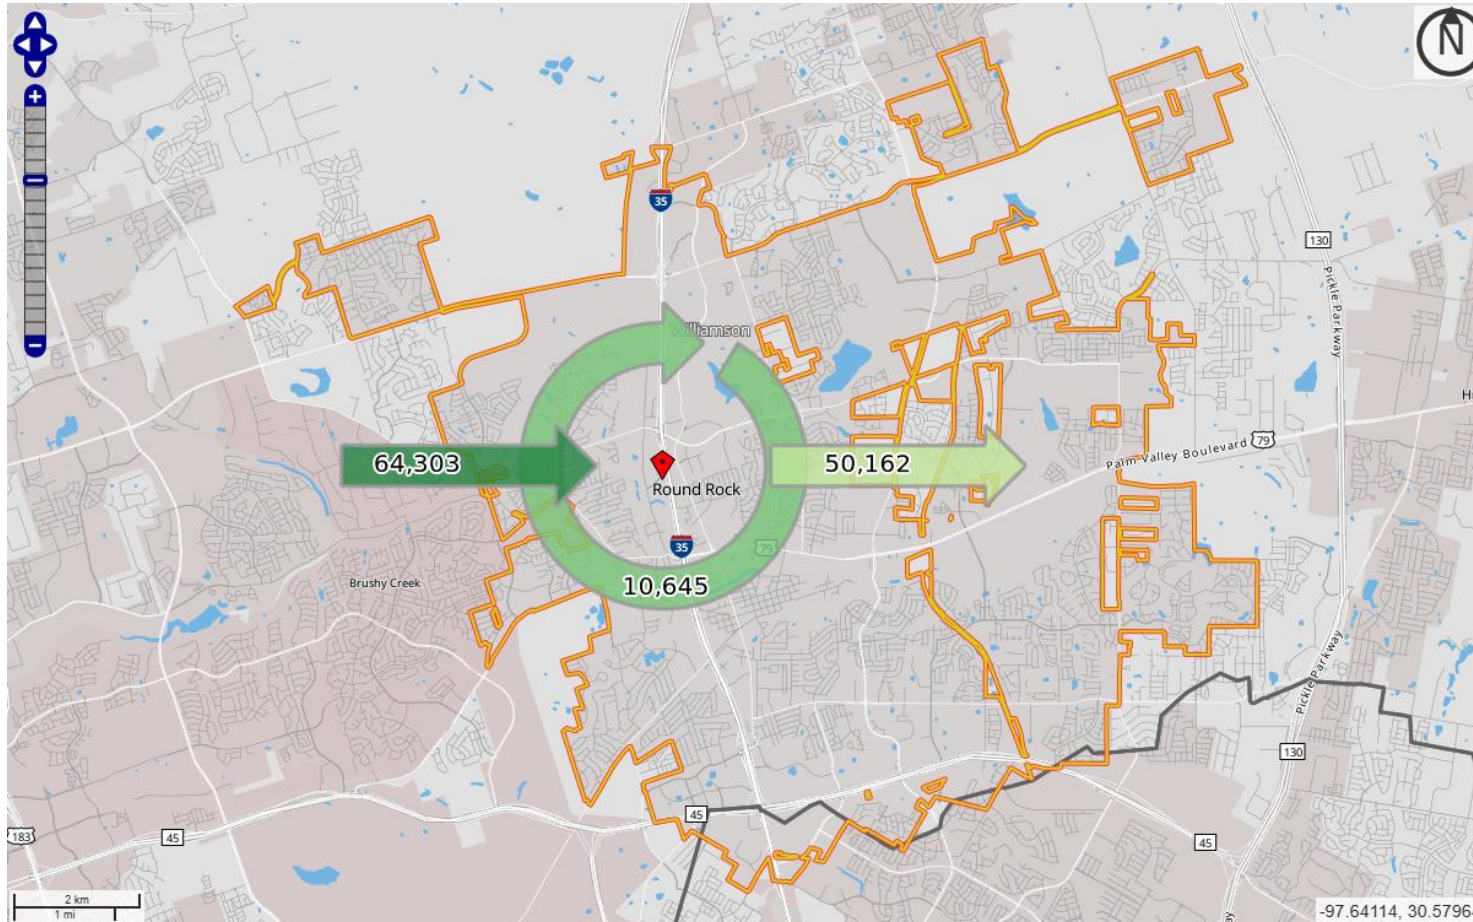 N
+
35
130
Pickle Parkway
Williamson
H
64,303
50,162
Palm Valley Boulevard
79
Round Rock
35
79
Brushy Creek
10,645
Pickle Parkway
130
45
183
45
45
2 km
1 mi
-97.64114, 30.5796